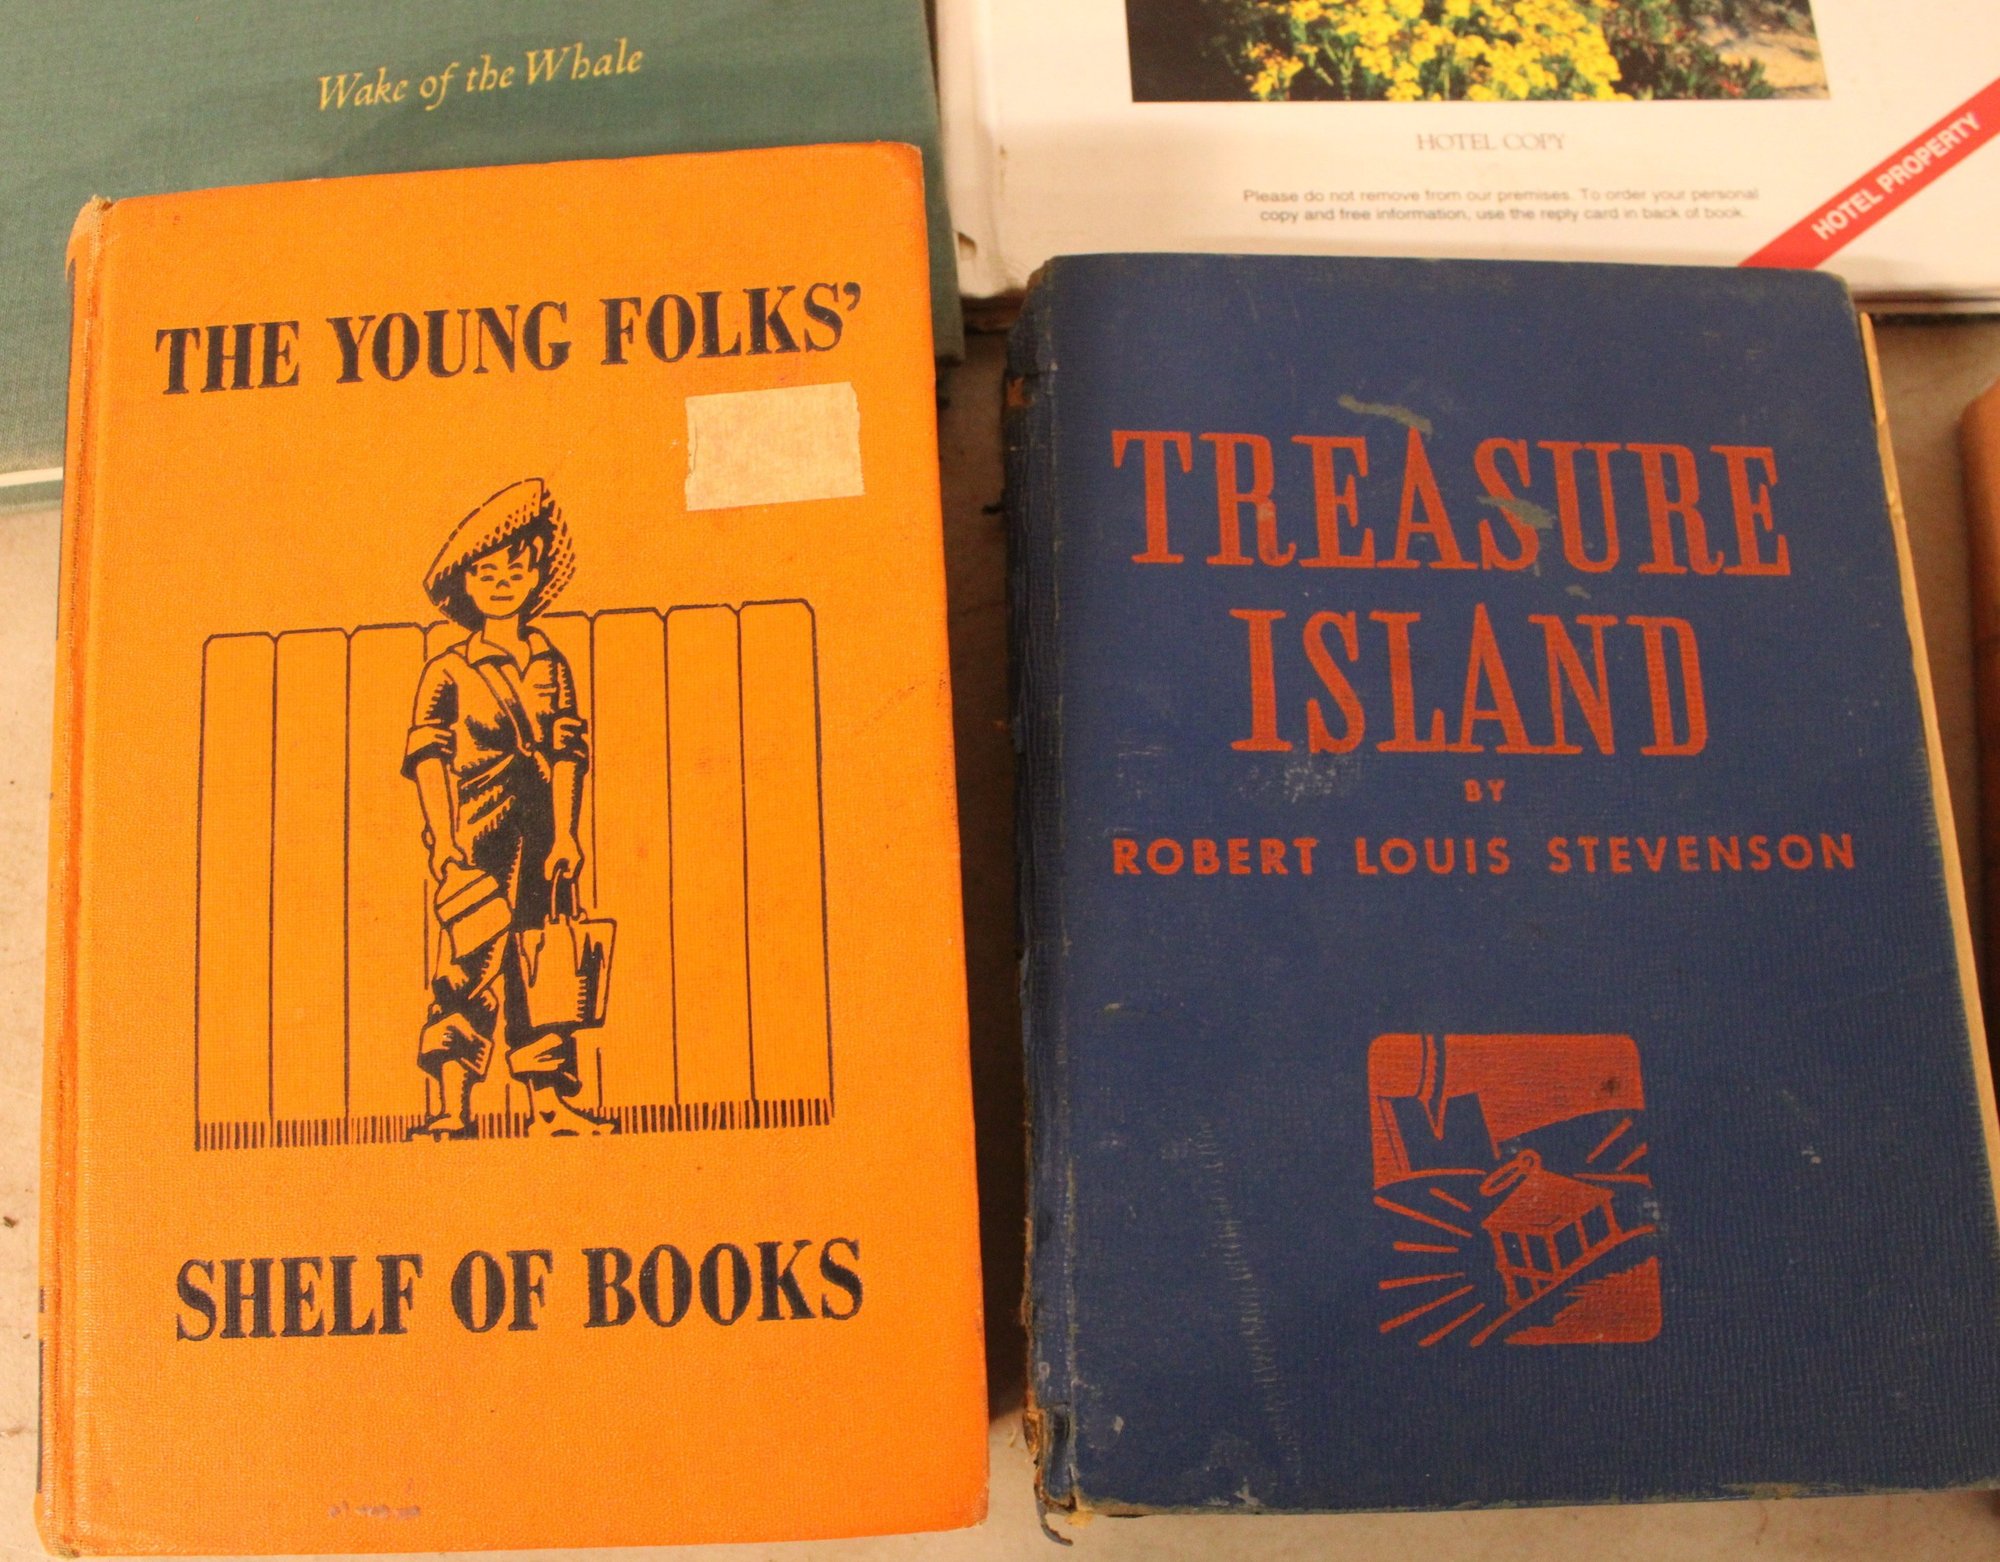 Wake of the Whale
HOTEL COPY
Please do not remove from our premises. To order your personal
copy and free information, use the reply card in back of book.
HOTEL PROPERTY
THE YOUNG FOLKS'
SHELF OF BOOKS
TREASURE
ISLAND
BY
ROBERT LOUIS STEVENSON